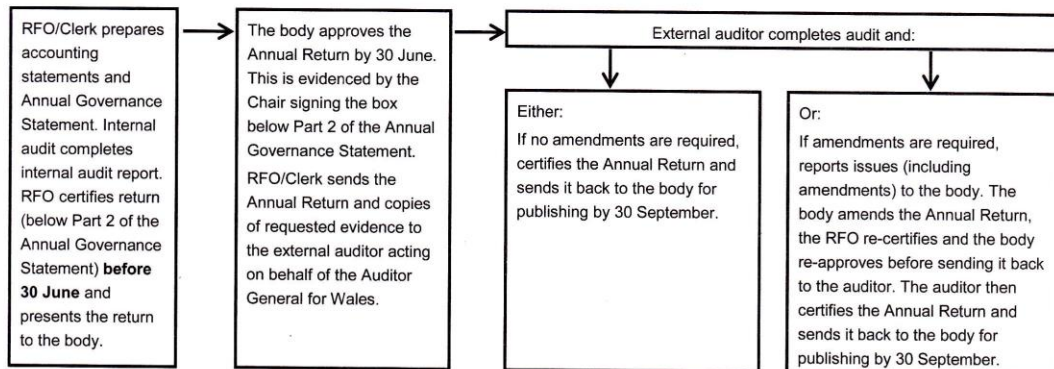 RFO/Clerk prepares
accounting
statements and
Annual Governance
Statement. Internal
audit completes
internal audit report.
RFO certifies return
(below Part 2 of the
Annual Governance
Statement) before
30 June and
presents the return
to the body.
The body approves the
Annual Return by 30 June.
This is evidenced by the
Chair signing the box
below Part 2 of the Annual
Governance Statement.
RFO/Clerk sends the
Annual Return and copies
of requested evidence to
the external auditor acting
on behalf of the Auditor
General for Wales.
External auditor completes audit and:
Either:
If no amendments are required,
certifies the Annual Return and
sends it back to the body for
publishing by 30 September.
Or:
If amendments are required,
reports issues (including
amendments) to the body. The
body amends the Annual Return,
the RFO re-certifies and the body
re-approves before sending it back
to the auditor. The auditor then
certifies the Annual Return and
sends it back to the body for
publishing by 30 September.